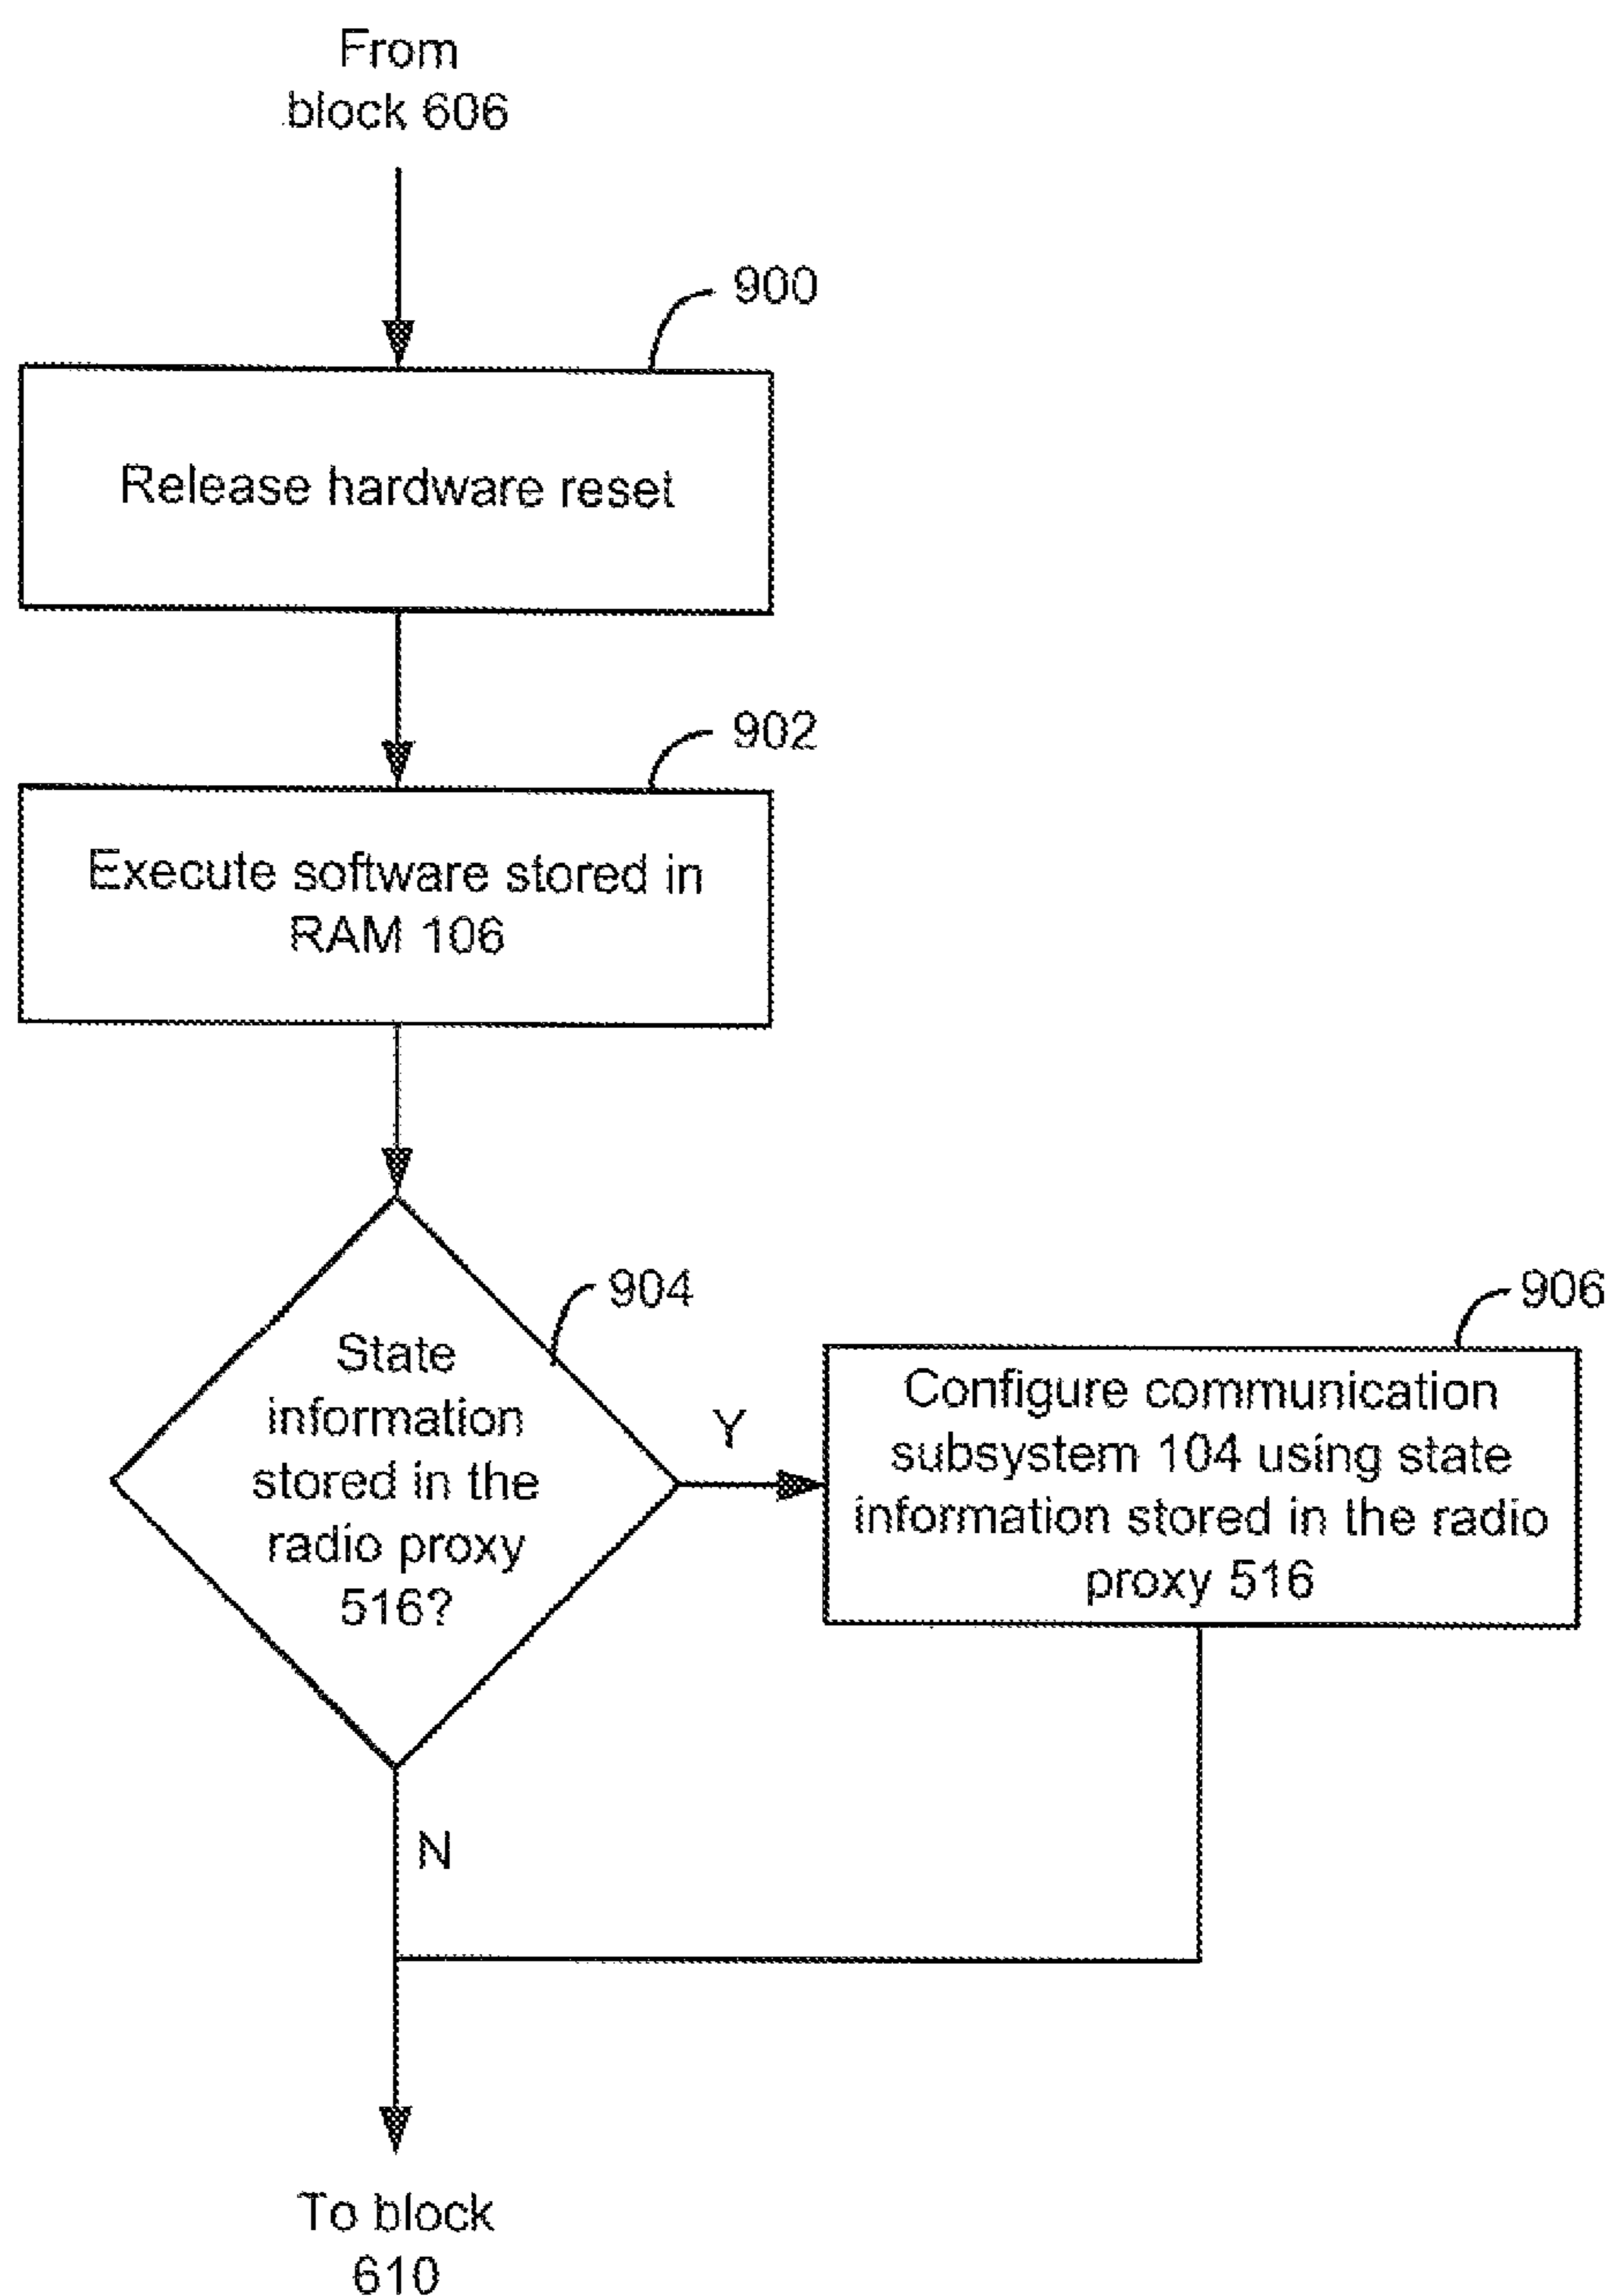 From
block 606
900
Release hardware reset
902
Execute software stored in
RAM 106
904
State
information
stored in the
radio proxy
516?
Y
906
Configure communication
subsystem 104 using state
information stored in the radio
proxy 516
N
To block
610